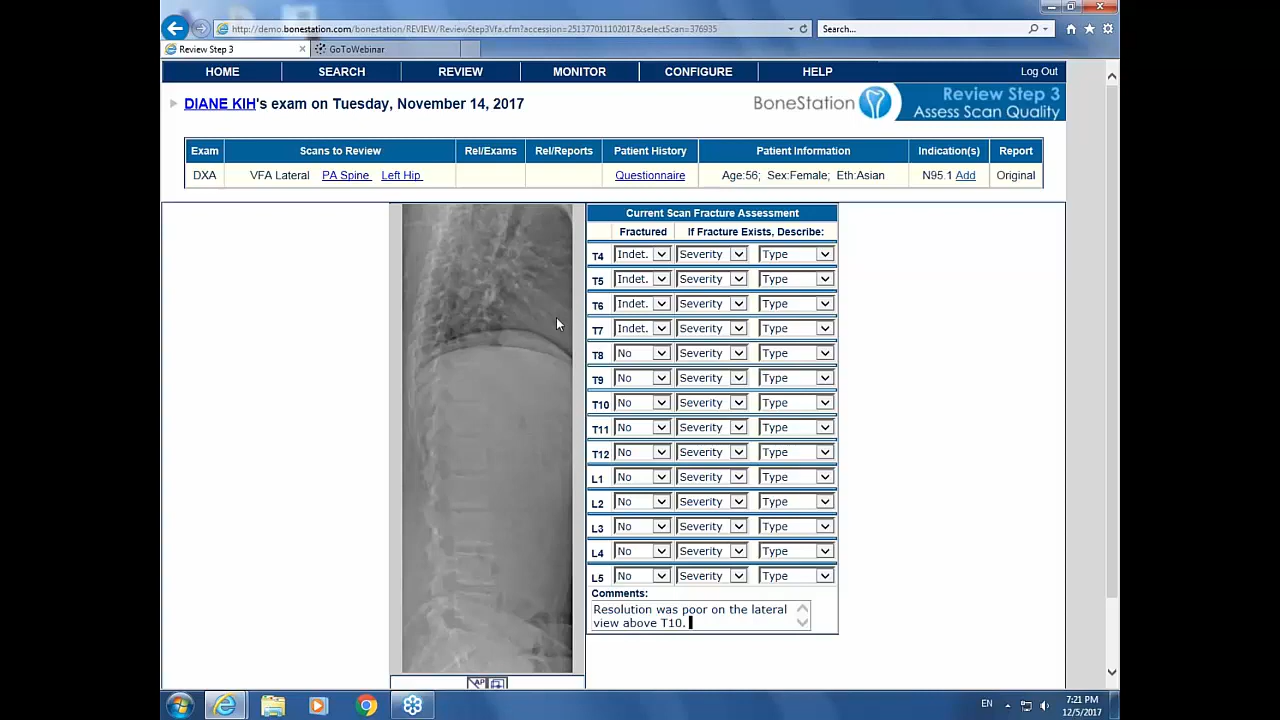 http://demo.bonestation.com/bonestation/REVIEW/ReviewStep3Vfa.cfm?accession=251377011102017&selectScan=376935
Search...
Review Step 3
GoToWebinar
HOME SEARCH REVIEW MONITOR CONFIGURE HELP Log Out
DIANE KIH's exam on Tuesday, November 14, 2017
BoneStation
Review Step 3
Assess Scan Quality
Exam Scans to Review Rel/Exams Rel/Reports Patient History Patient Information Indication(s) Report
DXA VFA Lateral PA Spine Left Hip Questionnaire Age:56; Sex:Female; Eth:Asian N95.1 Add Original
Current Scan Fracture Assessment
Fractured If Fracture Exists, Describe:
T4 Indet. Severity Type
T5 Indet. Severity Type
T6 Indet. Severity Type
T7 Indet. Severity Type
T8 No Severity Type
T9 No Severity Type
T10 No Severity Type
T11 No Severity Type
T12 No Severity Type
L1 No Severity Type
L2 No Severity Type
L3 No Severity Type
L4 No Severity Type
L5 No Severity Type
Comments:
Resolution was poor on the lateral
view above T10.
AP
EN
7:21 PM
12/5/2017